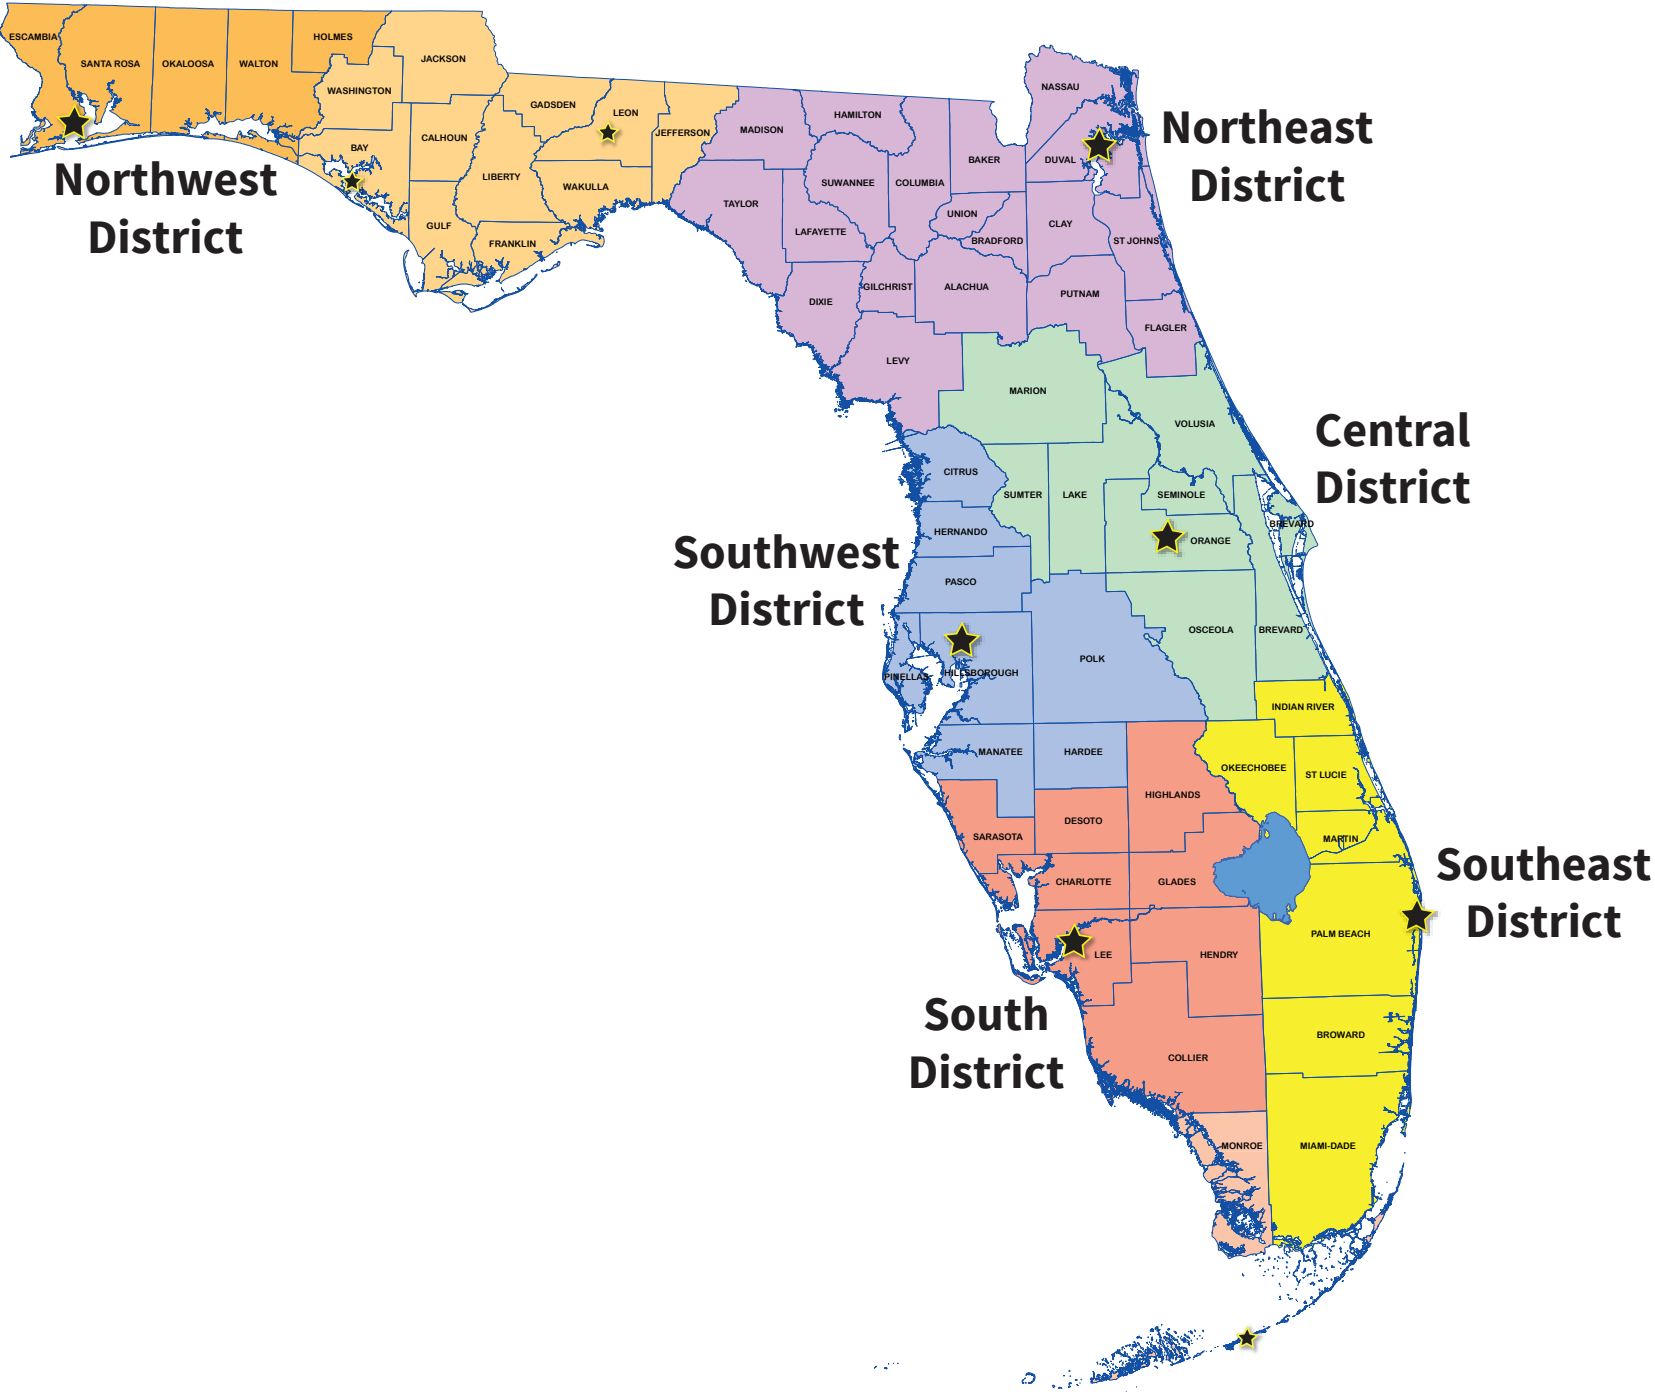 ESCAMBIA
SANTA ROSA
OKALOOSA
WALTON
HOLMES
JACKSON
WASHINGTON
BAY
CALHOUN
GULF
GADSDEN
LEON
JEFFERSON
LIBERTY
WAKULLA
FRANKLIN
Northwest
District
MADISON
HAMILTON
TAYLOR
SUWANNEE
LAFAYETTE
COLUMBIA
BAKER
NASSAU
DUVAL
UNION
BRADFORD
CLAY
ST JOHNS
DIXIE
GILCHRIST
ALACHUA
PUTNAM
FLAGLER
LEVY
Northeast
District
MARION
VOLUSIA
SUMTER
LAKE
SEMINOLE
ORANGE
BREVARD
OSCEOLA
BREVARD
Central
District
CITRUS
HERNANDO
PASCO
PINELLAS
HILLSBOROUGH
POLK
MANATEE
HARDEE
Southwest
District
INDIAN RIVER
OKEECHOBEE
ST LUCIE
MARTIN
PALM BEACH
BROWARD
MIAMI-DADE
Southeast
District
HIGHLANDS
SARASOTA
DESOTO
CHARLOTTE
GLADES
LEE
HENDRY
COLLIER
MONROE
South
District